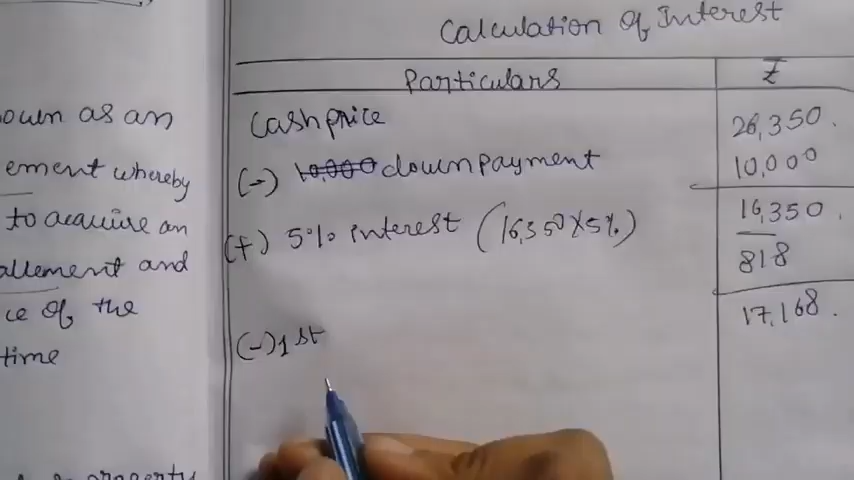 own as an
ement whereby
to acquire an
allement and
ce of the
time
Calculation of Interest
Particulars ₹
Cash price 26,350.
(-) 10,000 down payment 10,000
16,350.
(+) 5% interest (16,350 X 5%) 818
17,168.
(-) 1st